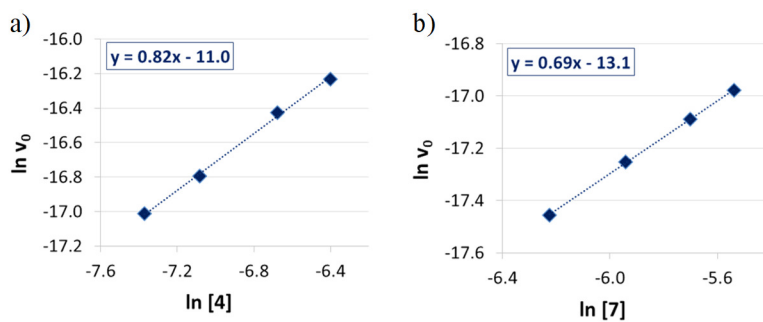 a)
y = 0.82x - 11.0
-16.0
-16.2
-16.4
-16.6
-16.8
-17.0
-17.2
ln v0
-7.6
-7.2
-6.8
-6.4
ln [4]
b)
y = 0.69x - 13.1
-16.8
-17.0
-17.2
-17.4
-17.6
ln v0
-6.4
-6.0
-5.6
ln [7]